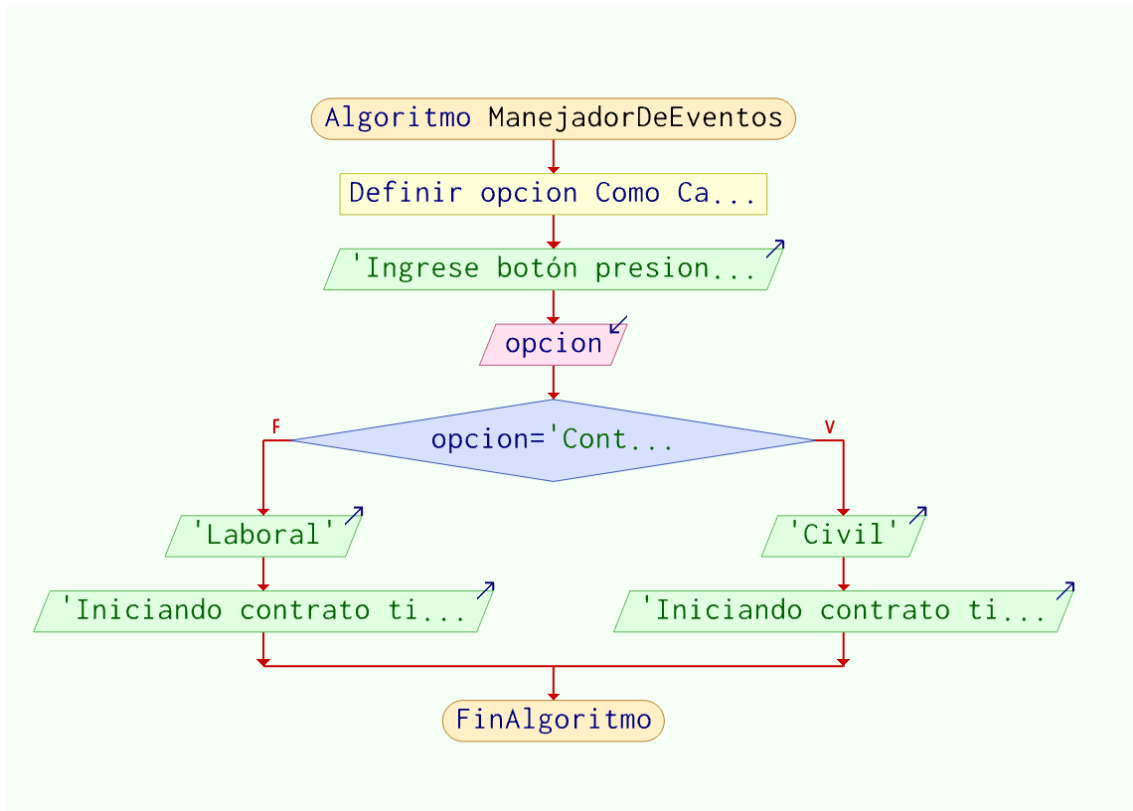 Algoritmo ManejadorDeEventos
Definir opcion Como Ca...
'Ingrese botón presion...
opcion
F
V
opcion='Cont...
'Laboral'
'Civil'
'Iniciando contrato ti...
'Iniciando contrato ti...
FinAlgoritmo